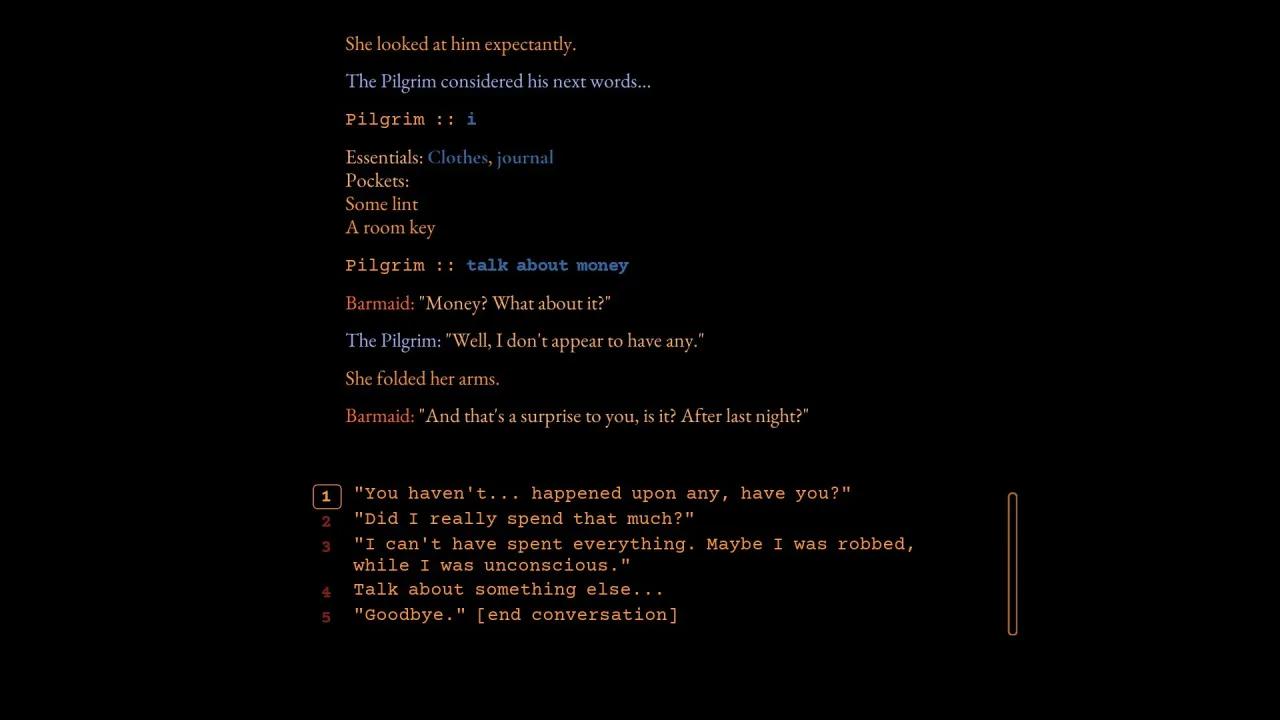 She looked at him expectantly.
The Pilgrim considered his next words...
Pilgrim :: i
Essentials: Clothes, journal
Pockets:
Some lint
A room key
Pilgrim :: talk about money
Barmaid: "Money? What about it?"
The Pilgrim: "Well, I don't appear to have any."
She folded her arms.
Barmaid: "And that's a surprise to you, is it? After last night?"
1 "You haven't... happened upon any, have you?"
2 "Did I really spend that much?"
3 "I can't have spent everything. Maybe I was robbed,
while I was unconscious."
4 Talk about something else...
5 "Goodbye." [end conversation]